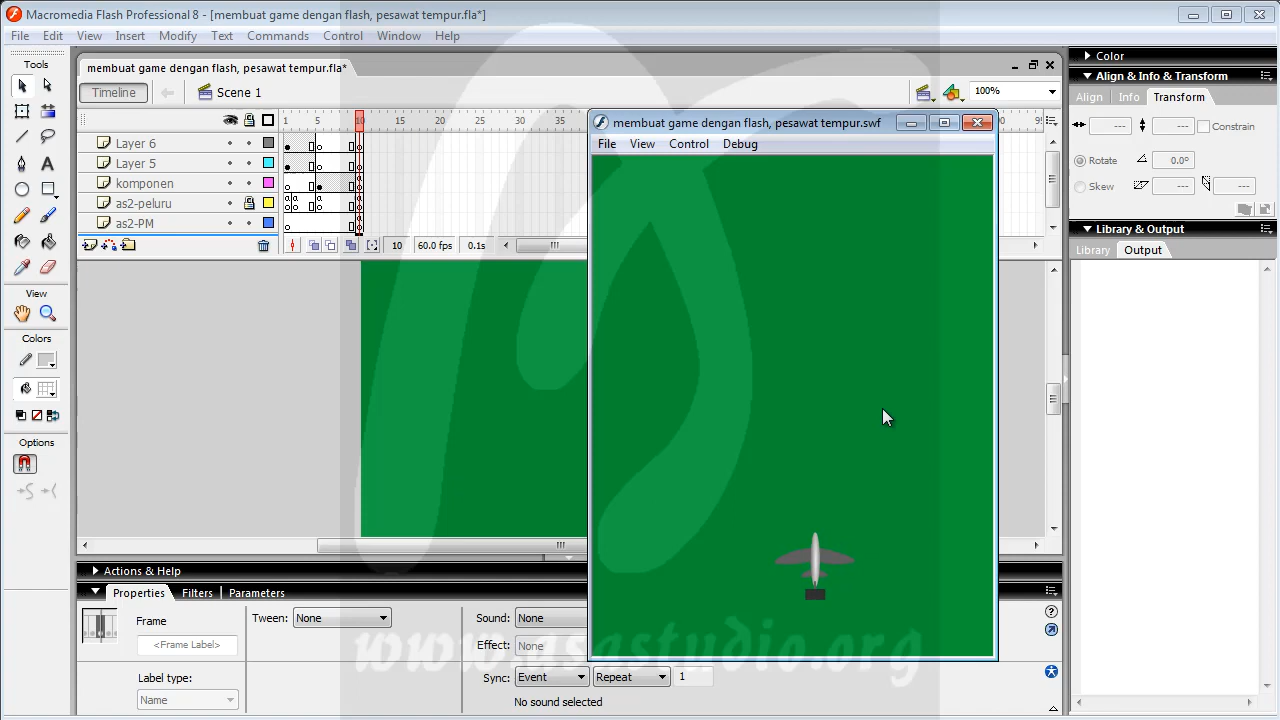 Macromedia Flash Professional 8 - [membuat game dengan flash, pesawat tempur.fla*]
File Edit View Insert Modify Text Commands Control Window Help
Tools
View
Colors
Options
membuat game dengan flash, pesawat tempur.fla*
Timeline
Scene 1
100%
1 5 10 15 20 25 30 35
Layer 6
Layer 5
komponen
as2-peluru
as2-PM
10 60.0 fps 0.1s
membuat game dengan flash, pesawat tempur.swf
File View Control Debug
Actions & Help
Properties Filters Parameters
Frame
<Frame Label>
Label type:
Name
Tween: None
Sound: None
Effect: None
Sync: Event Repeat 1
No sound selected
Color
Align & Info & Transform
Align Info Transform
--- --- Constrain
Rotate 0.0°
Skew --- ---
Library & Output
Library Output
www.asastudio.org